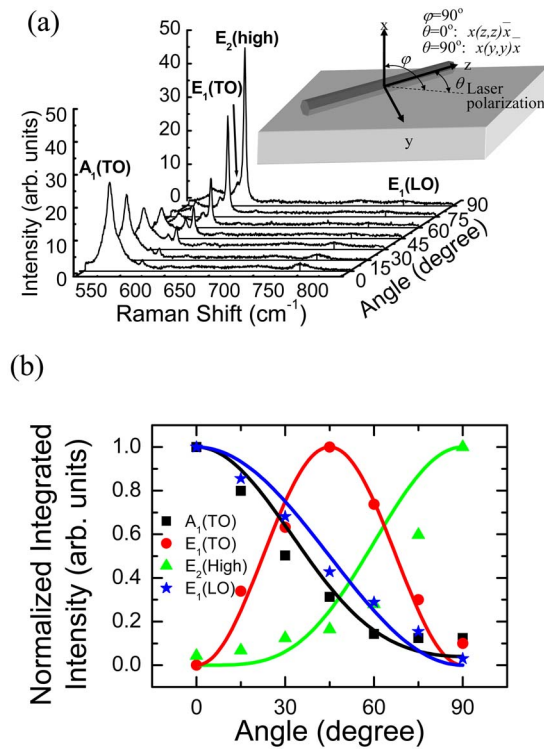 (a)
φ=90°
θ=0°: x(z,z)x̄
θ=90°: x(y,y)x̄
x
z
φ
θ
Laser
polarization
y
E₂(high)
E₁(TO)
A₁(TO)
E₁(LO)
50
40
30
20
10
0
50
40
30
20
10
0
Intensity (arb. units)
550 600 650 700 750 800
Raman Shift (cm⁻¹)
0 15 30 45 60 75 90
Angle (degree)
(b)
1.0
0.8
0.6
0.4
0.2
0.0
Normalized Integrated
Intensity (arb. units)
A₁(TO)
E₁(TO)
E₂(High)
E₁(LO)
0 30 60 90
Angle (degree)